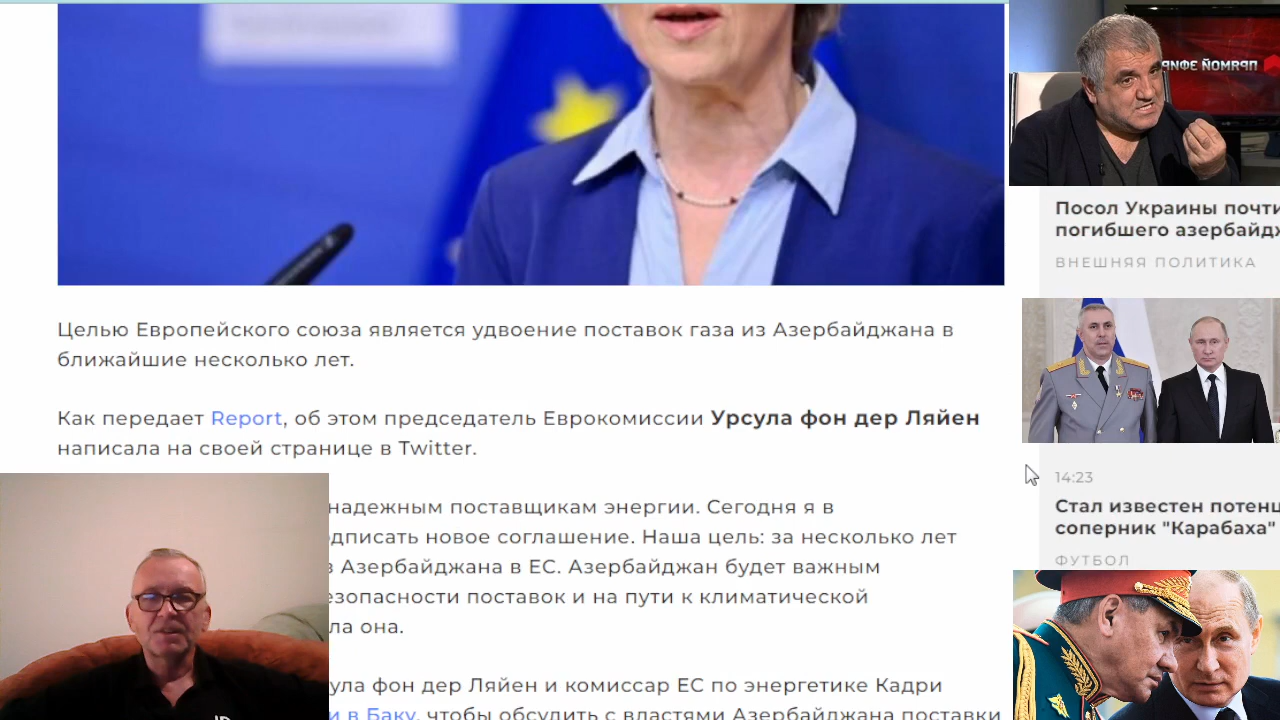 Целью Европейского союза является удвоение поставок газа из Азербайджана в
ближайшие несколько лет.
Как передает Report, об этом председатель Еврокомиссии Урсула фон дер Ляйен
написала на своей странице в Twitter.
надежным поставщикам энергии. Сегодня я в
дписать новое соглашение. Наша цель: за несколько лет
з Азербайджана в ЕС. Азербайджан будет важным
езопасности поставок и на пути к климатической
ла она.
ула фон дер Ляйен и комиссар ЕС по энергетике Кадри
и в Баку, чтобы обсудить с властями Азербайджана поставки
ПРЯМОЙ ЭФИР
Посол Украины почти
погибшего азербайдж
ВНЕШНЯЯ ПОЛИТИКА
14:23
Стал известен потенц
соперник "Карабаха"
ФУТБОЛ